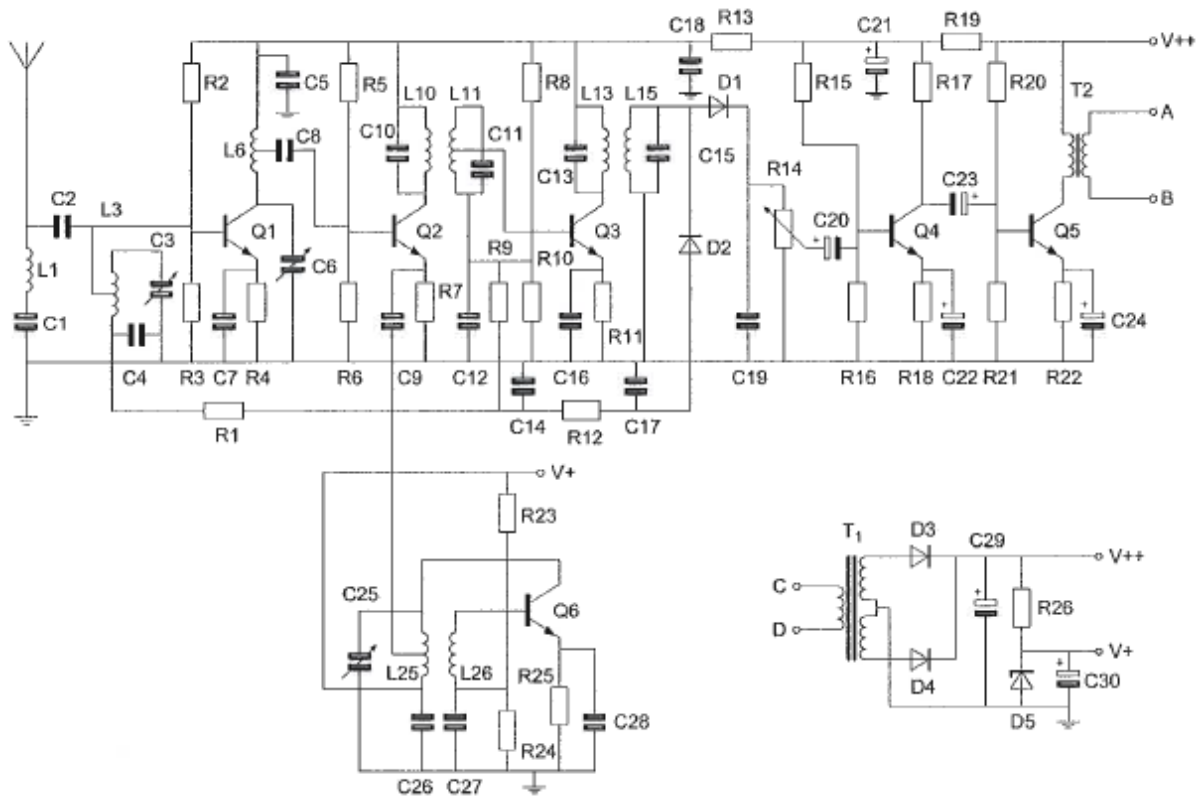 C18 R13 C21 R19
V++
R2 C5 R5 L10 L11 R8 L13 L15 D1 R15 R17 R20 T2
A
C8 C10 C11 C15
L6 C13 R14 C23
C2 L3 C20 B
Q1 Q2 Q3 D2 Q4 Q5
C3 C6 R9 R10
L1 R7
C1 R11 C24
C4 R3 C7 R4 R6 C9 C12 C16 C19 R16 R18 C22 R21 R22
R1 C14 R12 C17
V+
R23
T1 D3 C29
V++
C25 Q6 C
R26
D
L25 L26 R25 V+
D4 C30
R24 C28 D5
C26 C27
+
+
+
+
+
+
+